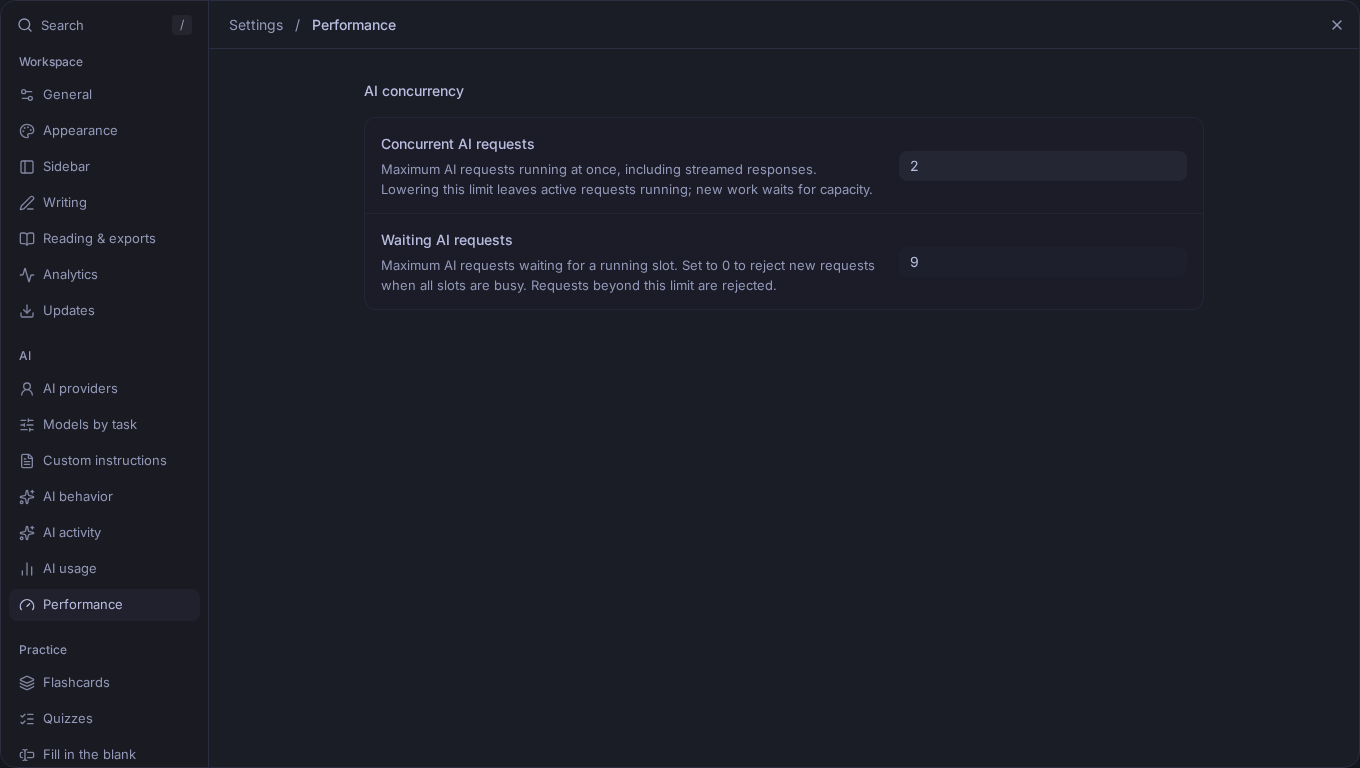 Search /
Workspace
General
Appearance
Sidebar
Writing
Reading & exports
Analytics
Updates
AI
AI providers
Models by task
Custom instructions
AI behavior
AI activity
AI usage
Performance
Practice
Flashcards
Quizzes
Fill in the blank
Settings / Performance
AI concurrency
Concurrent AI requests
Maximum AI requests running at once, including streamed responses.
Lowering this limit leaves active requests running; new work waits for capacity.
2
Waiting AI requests
Maximum AI requests waiting for a running slot. Set to 0 to reject new requests
when all slots are busy. Requests beyond this limit are rejected.
9